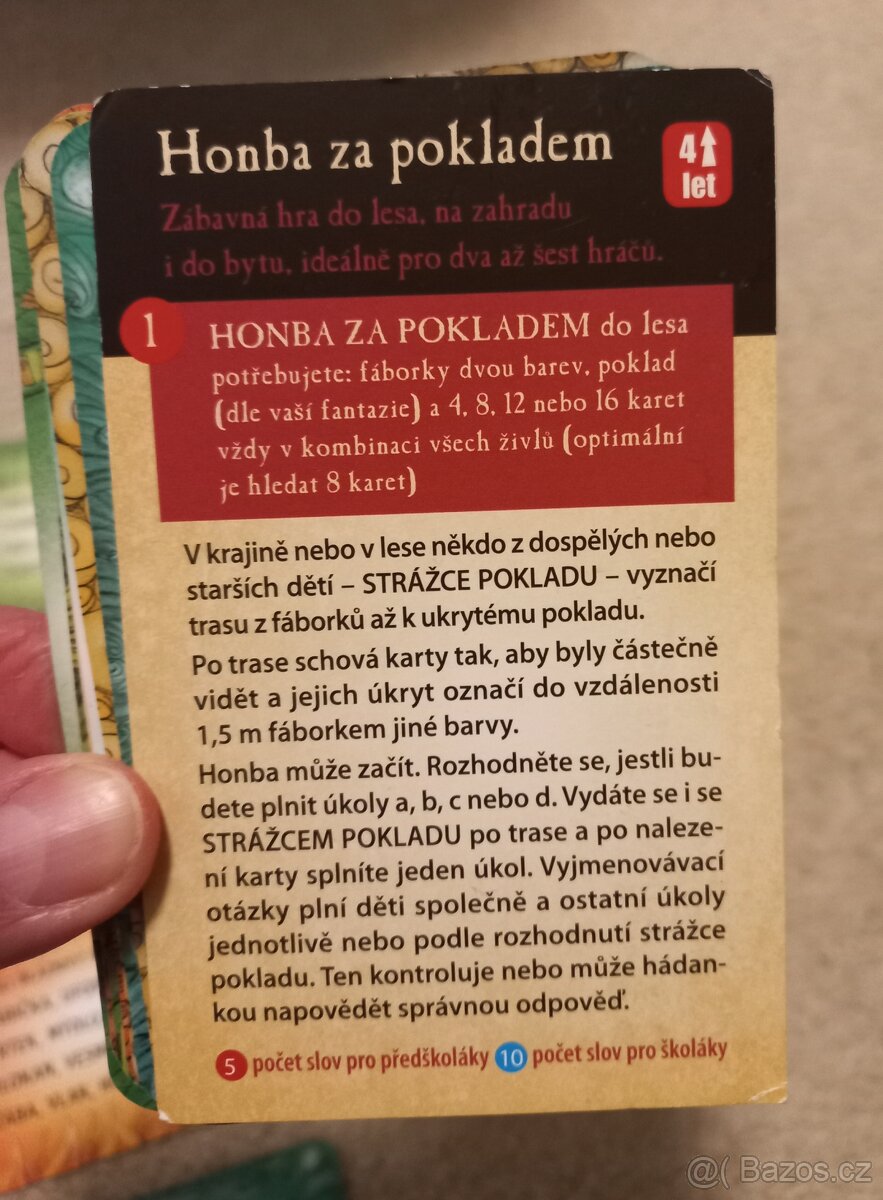 Honba za pokladem
4
let
Zábavná hra do lesa, na zahradu
i do bytu, ideálně pro dva až šest hráčů.
1
HONBA ZA POKLADEM do lesa
potřebujete: fáborky dvou barev, poklad
(dle vaší fantazie) a 4, 8, 12 nebo 16 karet
vždy v kombinaci všech živlů (optimální
je hledat 8 karet)
V krajině nebo v lese někdo z dospělých nebo
starších dětí – STRÁŽCE POKLADU – vyznačí
trasu z fáborků až k ukrytému pokladu.
Po trase schová karty tak, aby byly částečně
vidět a jejich úkryt označí do vzdálenosti
1,5 m fáborkem jiné barvy.
Honba může začít. Rozhodněte se, jestli bu-
dete plnit úkoly a, b, c nebo d. Vydáte se i se
STRÁŽCEM POKLADU po trase a po naleze-
ní karty splníte jeden úkol. Vyjmenovávací
otázky plní děti společně a ostatní úkoly
jednotlivě nebo podle rozhodnutí strážce
pokladu. Ten kontroluje nebo může hádan-
kou napovědět správnou odpověď.
5 počet slov pro předškoláky 10 počet slov pro školáky
@( Bazos.cz